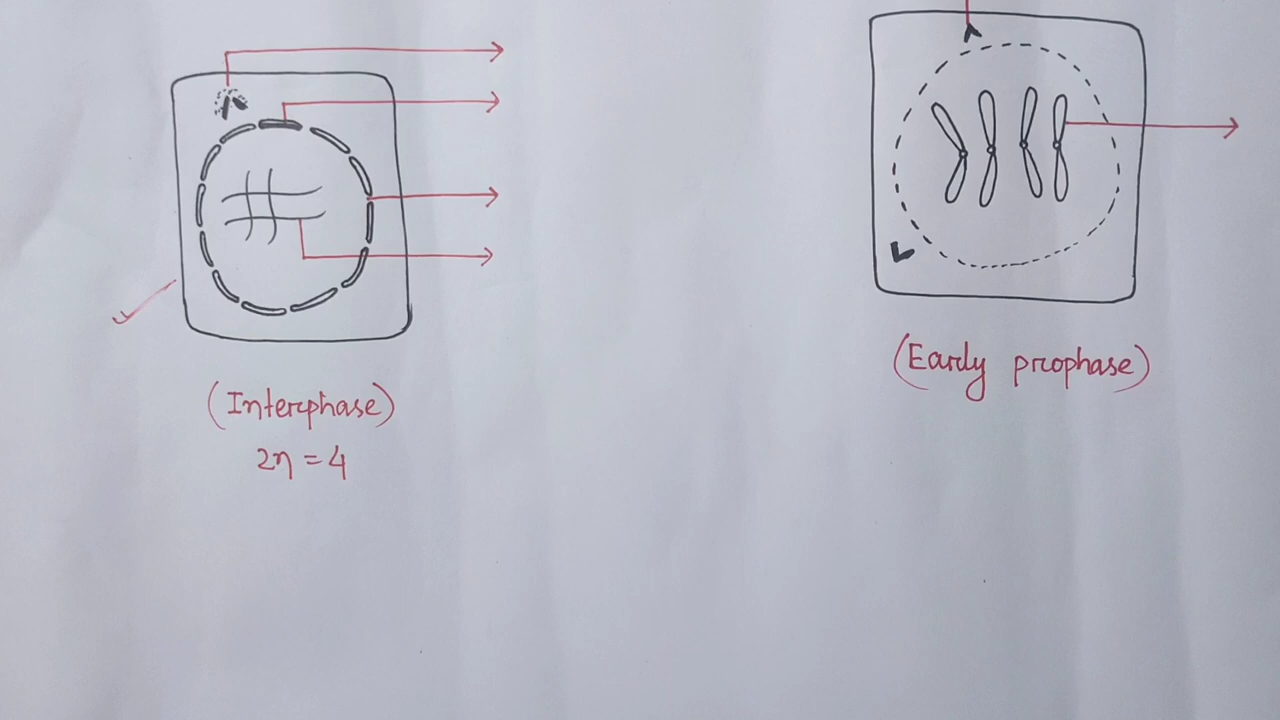 (Interphase)
2n = 4
(Early prophase)